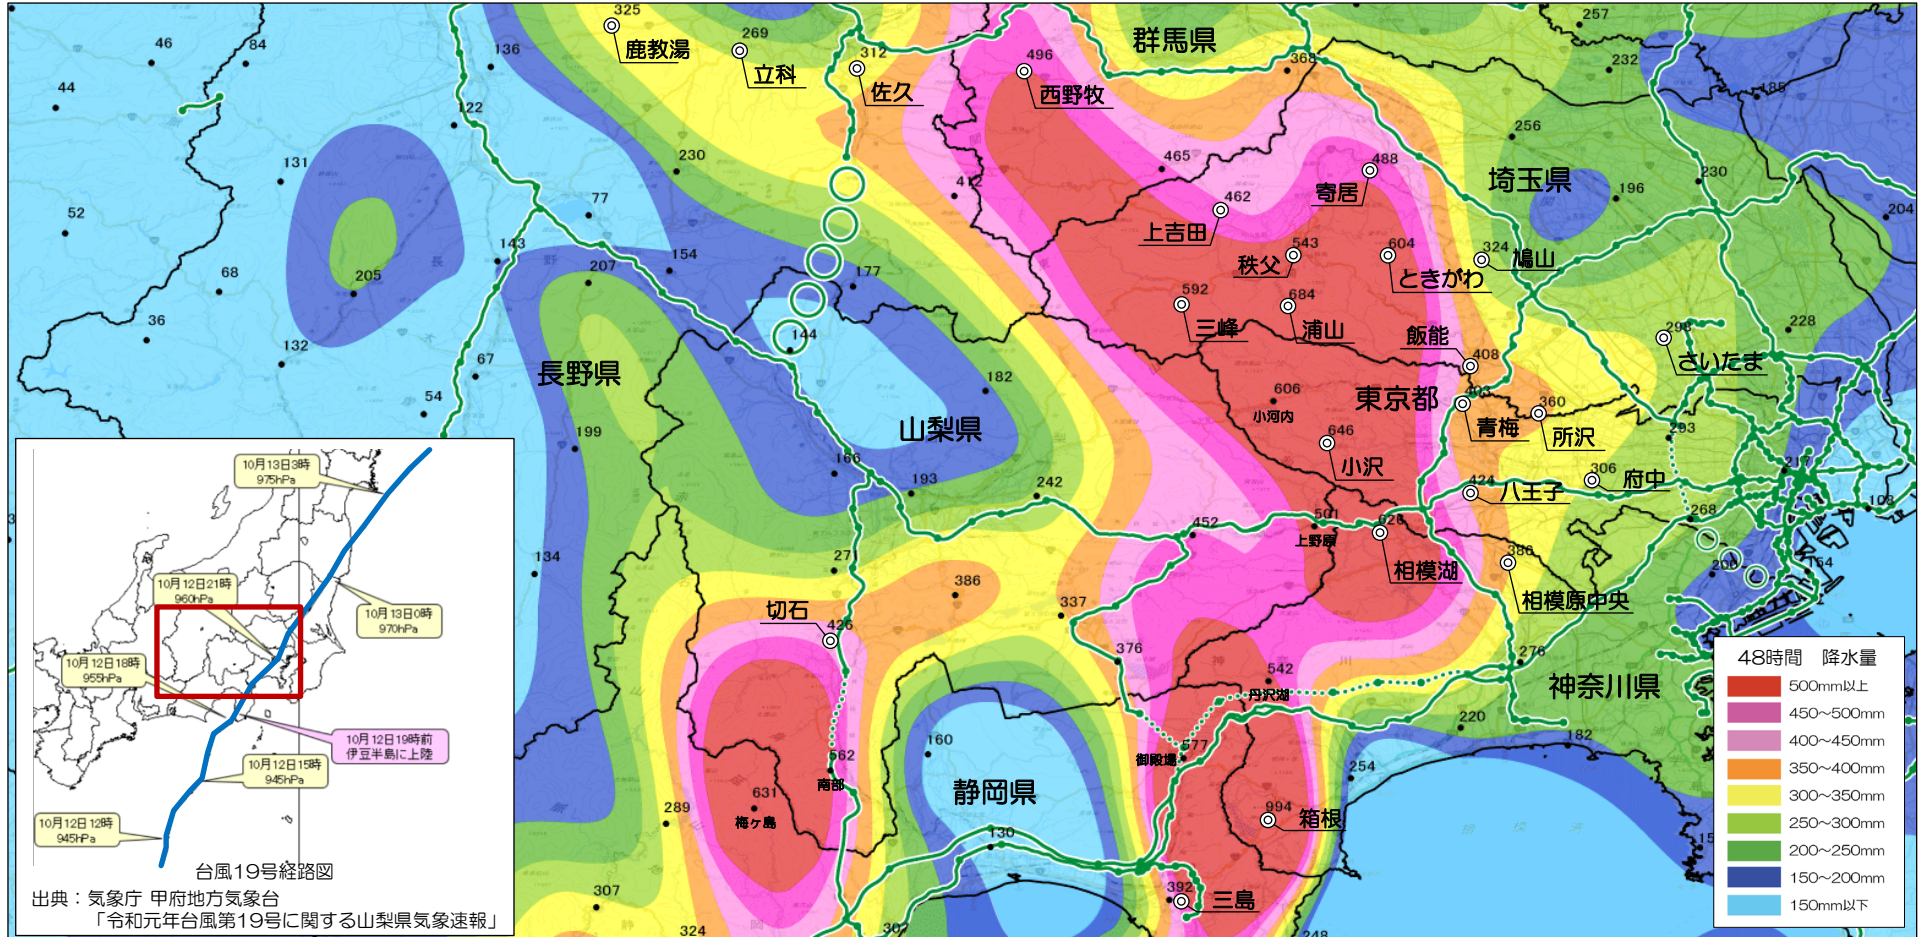 325
鹿教湯
269
立科
312
佐久
496
西野牧
群馬県
368
257
232
185
46
84
136
44
122
131
230
412
465
462
上吉田
488
寄居
256
埼玉県
196
230
204
52
77
143
154
207
205
68
177
543
秩父
604
ときがわ
324
鳩山
592
三峰
684
浦山
飯能
408
298
さいたま
228
36
132
67
54
144
長野県
182
山梨県
606
小河内
東京都
403
青梅
360
所沢
293
199
166
193
242
646
小沢
424
八王子
306
府中
217
108
268
452
501
上野原
626
相模湖
380
相模原中央
200
154
134
271
386
337
切石
426
376
542
丹沢湖
276
神奈川県
220
182
160
562
南部
577
御殿場
254
静岡県
631
梅ヶ島
289
994
箱根
130
307
392
三島
324
307
248
10月13日3時
975hPa
10月12日21時
960hPa
10月13日0時
970hPa
10月12日18時
955hPa
10月12日19時前
伊豆半島に上陸
10月12日15時
945hPa
10月12日12時
945hPa
台風19号経路図
出典：気象庁 甲府地方気象台
「令和元年台風第19号に関する山梨県気象速報」
48時間 降水量
500mm以上
450～500mm
400～450mm
350～400mm
300～350mm
250～300mm
200～250mm
150～200mm
150mm以下